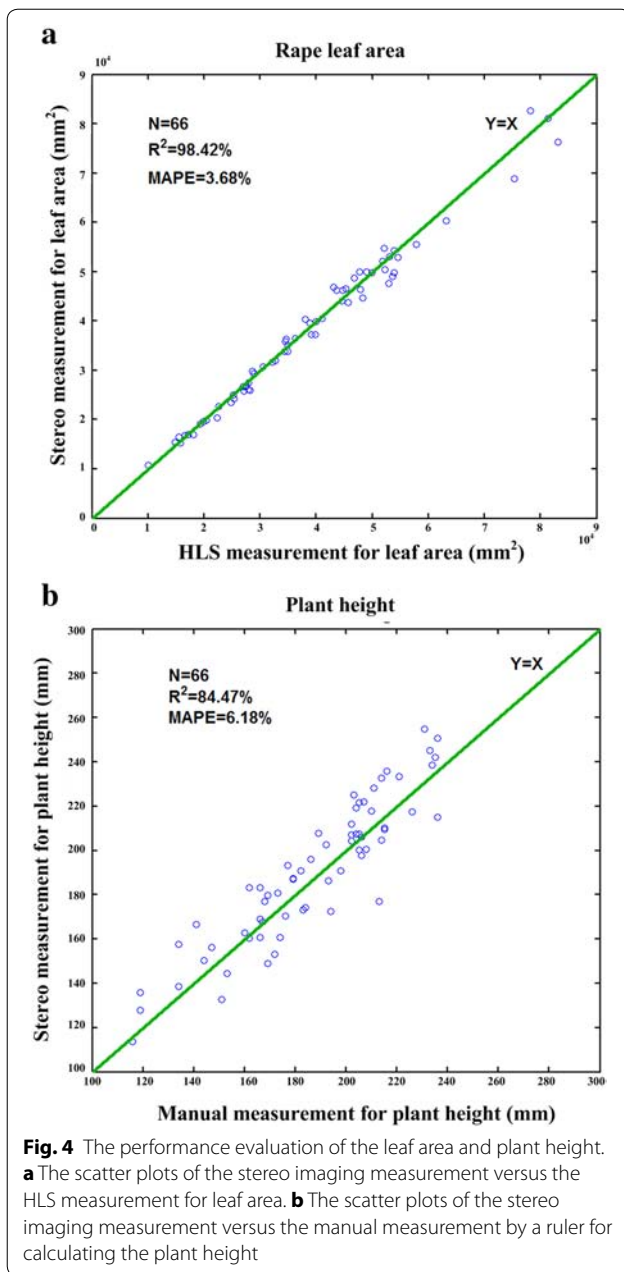 a
Rape leaf area
10⁴
9
8
7
6
5
4
3
2
1
0
Stereo measurement for leaf area (mm²)
N=66
R²=98.42%
MAPE=3.68%
Y=X
0 1 2 3 4 5 6 7 8 9
10⁴
HLS measurement for leaf area (mm²)
b
Plant height
300
280
260
240
220
200
180
160
140
120
100
Stereo measurement for plant height (mm)
N=66
R²=84.47%
MAPE=6.18%
Y=X
100 120 140 160 180 200 220 240 260 280 300
Manual measurement for plant height (mm)
Fig. 4 The performance evaluation of the leaf area and plant height.
a The scatter plots of the stereo imaging measurement versus the
HLS measurement for leaf area. b The scatter plots of the stereo
imaging measurement versus the manual measurement by a ruler for
calculating the plant height